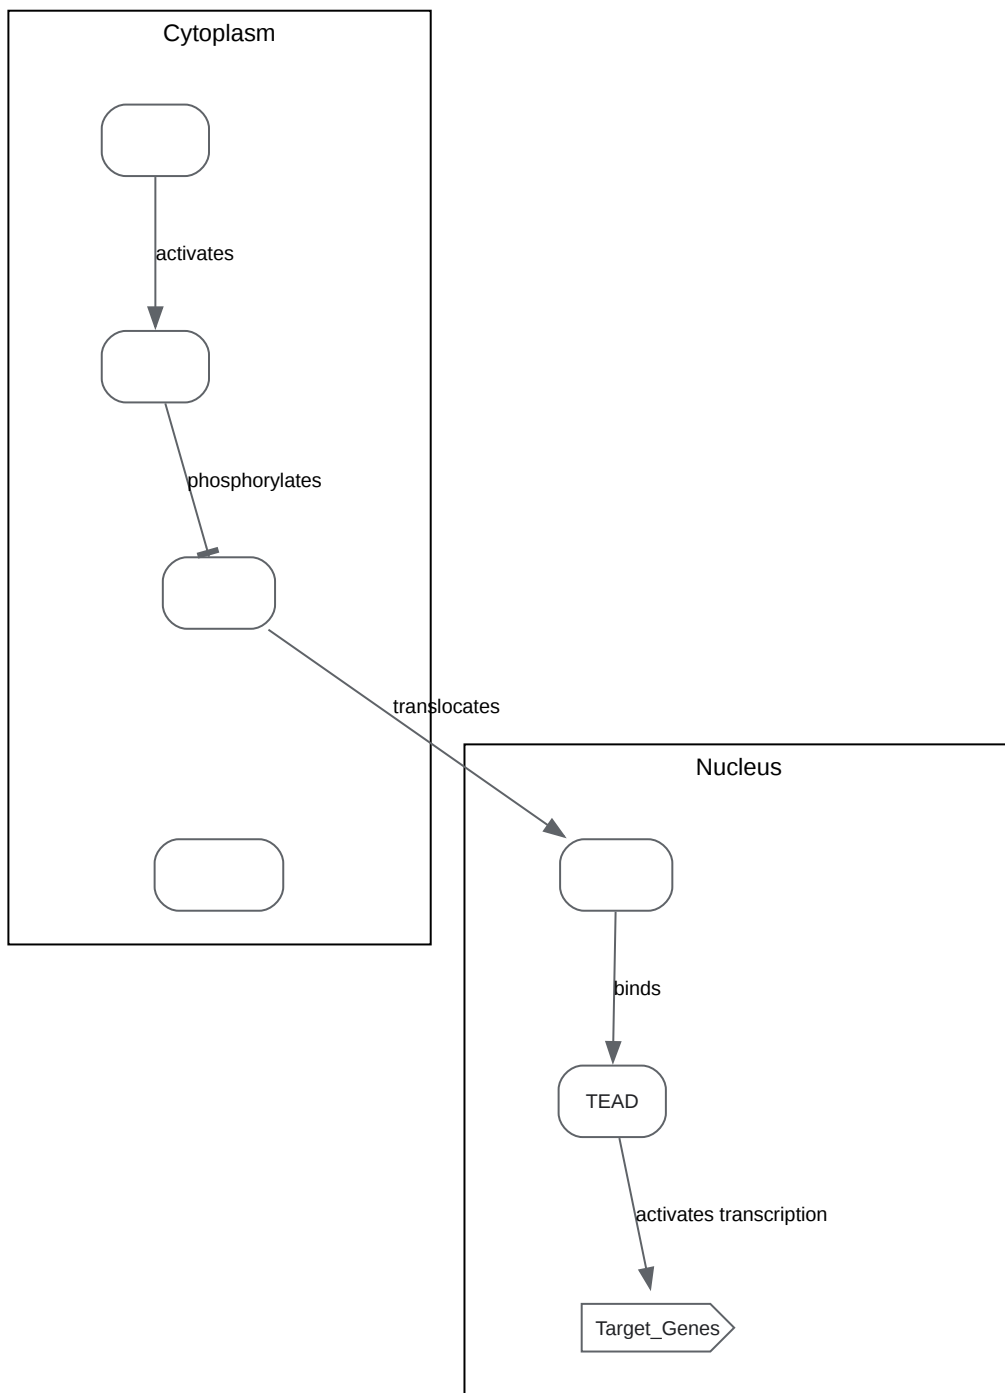 Cytoplasm
activates
phosphorylates
translocates
Nucleus
binds
TEAD
activates transcription
Target_Genes